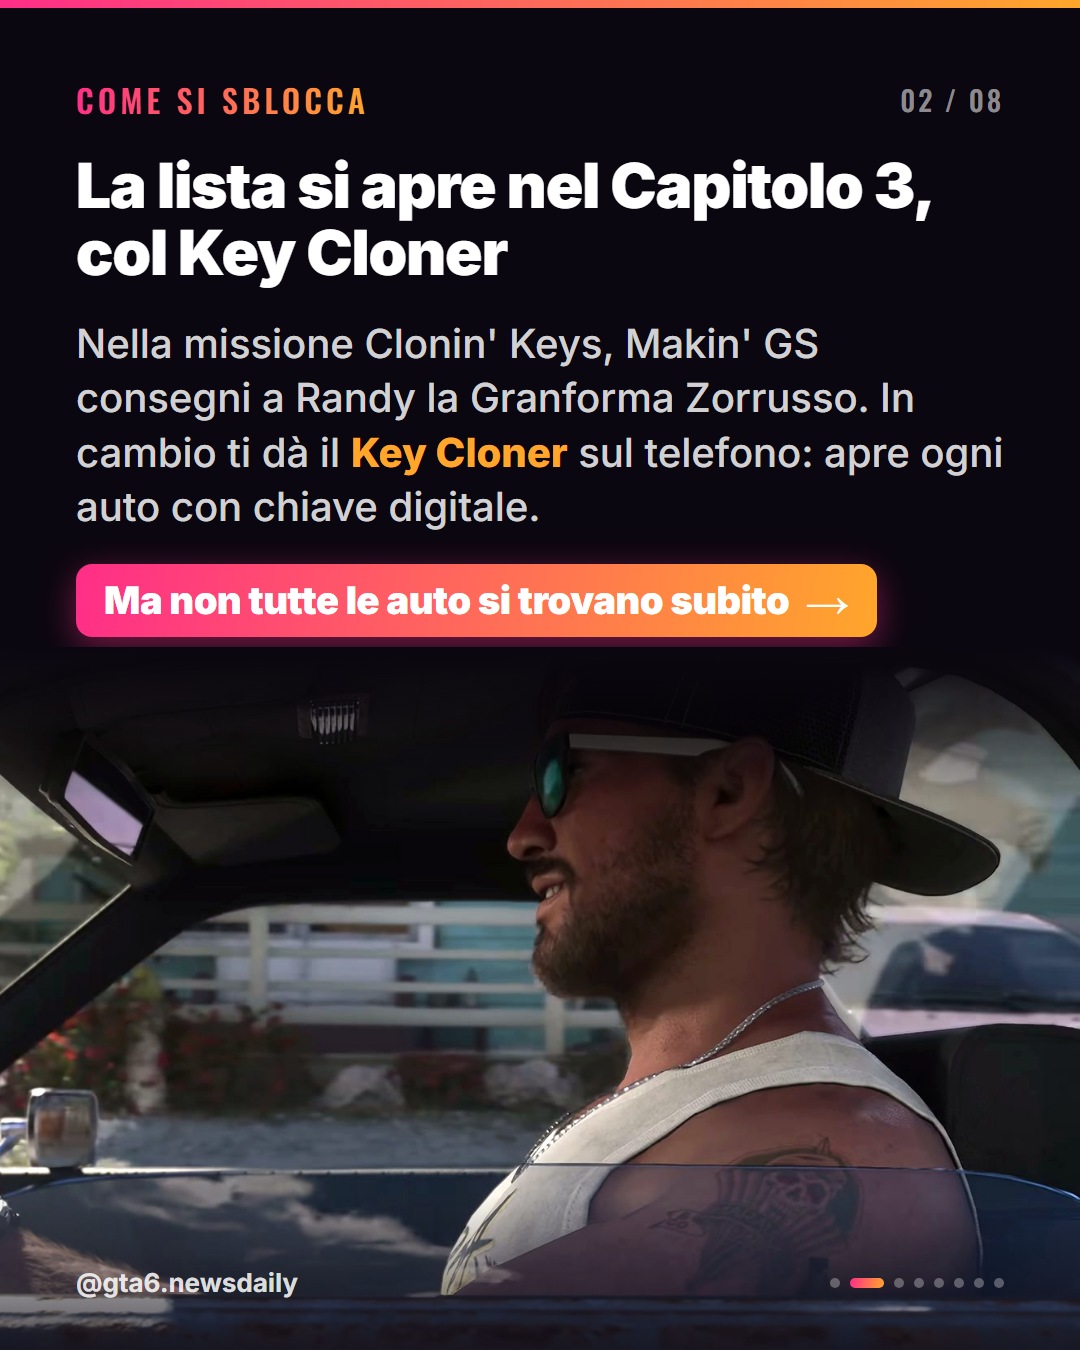 COME SI SBLOCCA
02 / 08
La lista si apre nel Capitolo 3,
col Key Cloner
Nella missione Clonin' Keys, Makin' GS
consegni a Randy la Granforma Zorrusso. In
cambio ti dà il Key Cloner sul telefono: apre ogni
auto con chiave digitale.
Ma non tutte le auto si trovano subito →
@gta6.newsdaily